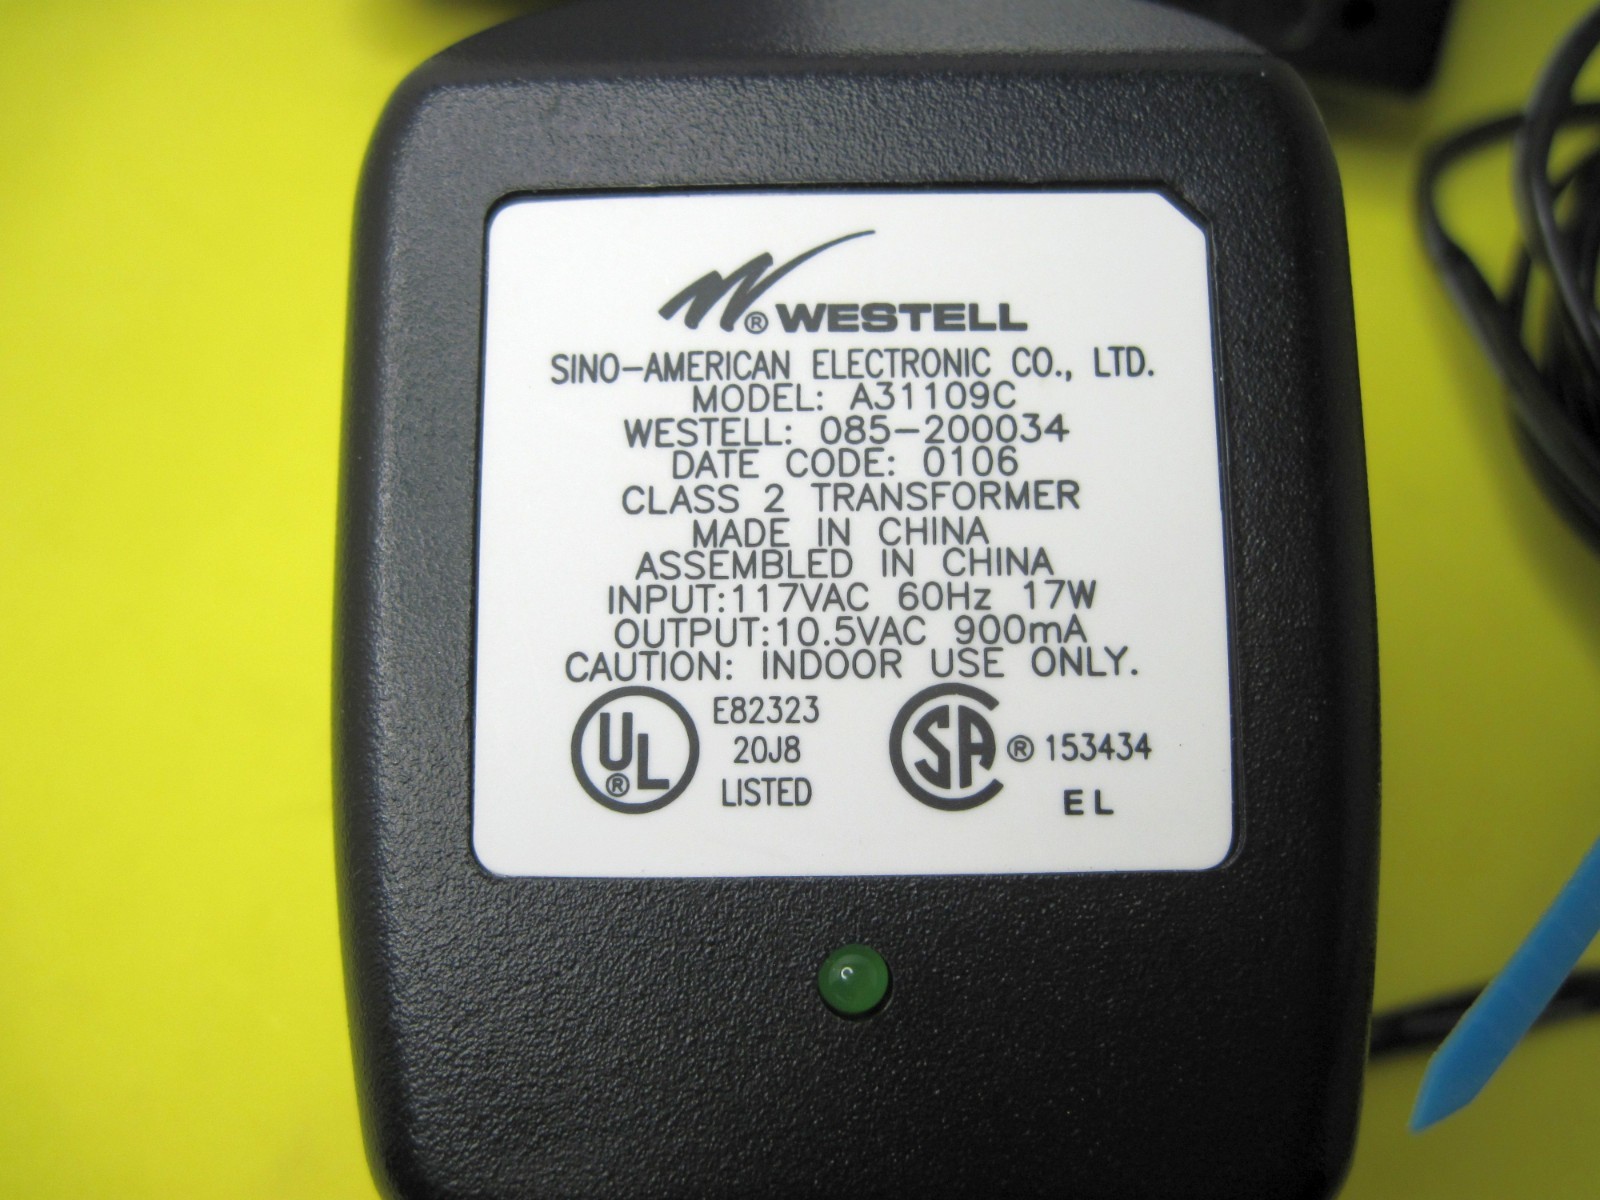 ® WESTELL
SINO-AMERICAN ELECTRONIC CO., LTD.
MODEL: A31109C
WESTELL: 085-200034
DATE CODE: 0106
CLASS 2 TRANSFORMER
MADE IN CHINA
ASSEMBLED IN CHINA
INPUT:117VAC 60Hz 17W
OUTPUT:10.5VAC 900mA
CAUTION: INDOOR USE ONLY.
UL® E82323
20J8
LISTED
SA ® 153434
EL